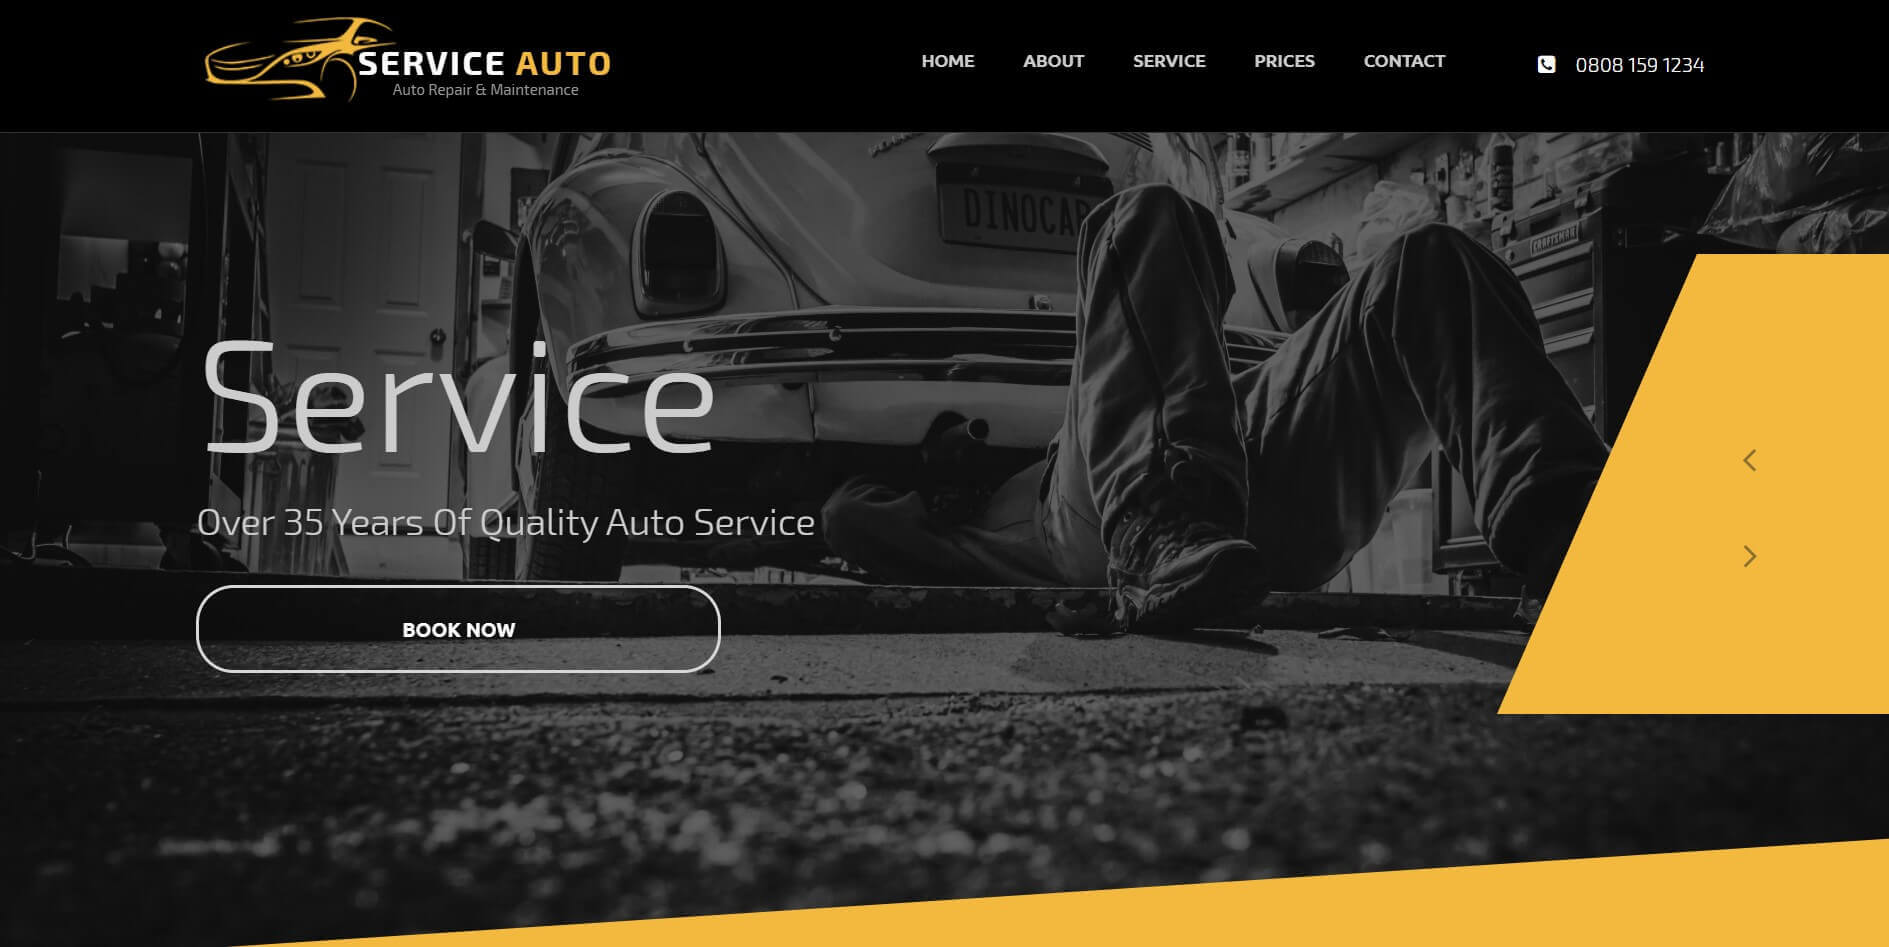 SERVICE AUTO
Auto Repair & Maintenance
HOME
ABOUT
SERVICE
PRICES
CONTACT
0808 159 1234
DINOCAR
CRAFTSMAN
Service
Over 35 Years Of Quality Auto Service
BOOK NOW